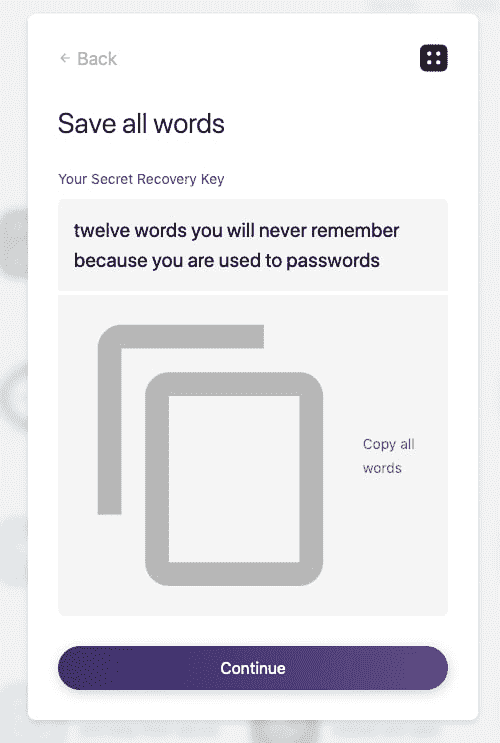 Back
Save all words
Your Secret Recovery Key
twelve words you will never remember
because you are used to passwords
Copy all
words
Continue